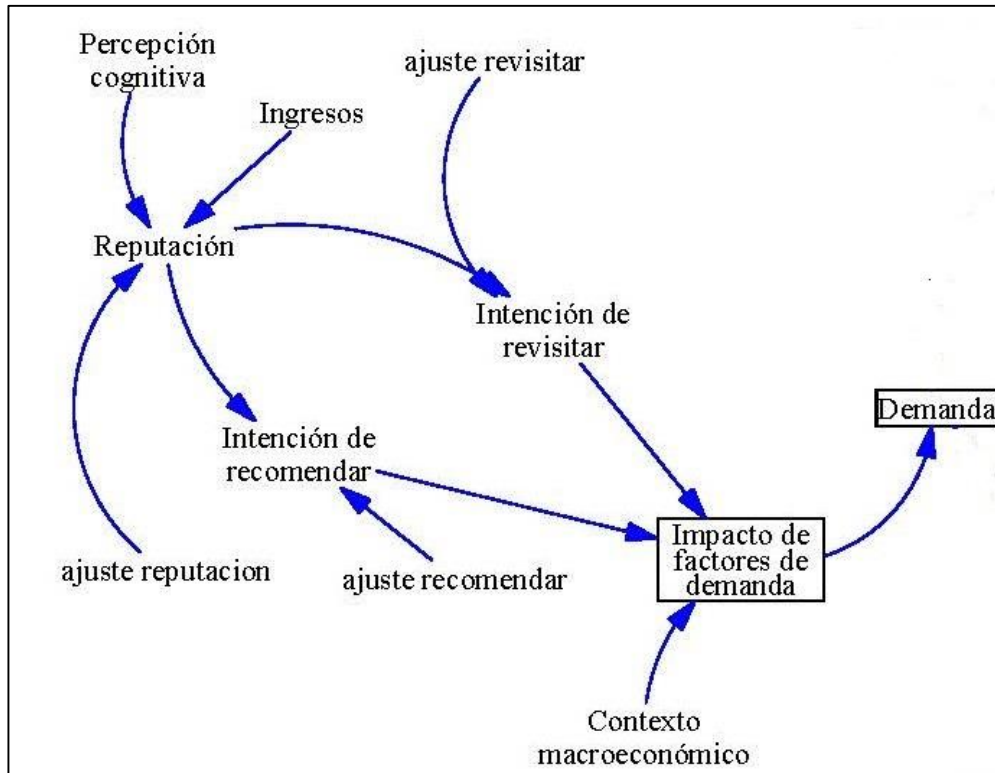 Percepción
cognitiva
ajuste revisitar
Ingresos
Reputación
Intención de
revisitar
Demanda
Intención de
recomendar
Impacto de
factores de
demanda
ajuste reputacion
ajuste recomendar
Contexto
macroeconómico